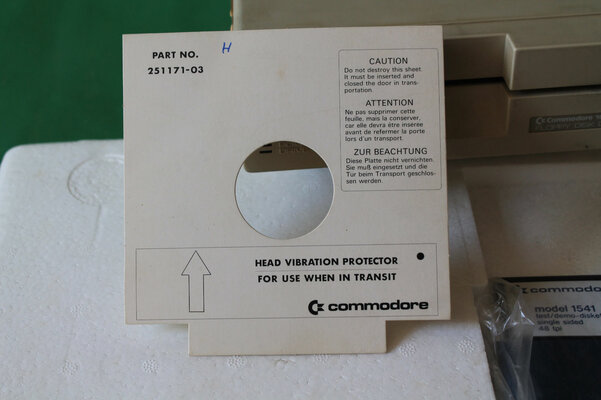 PART NO.
251171-03
H
CAUTION
Do not destroy this sheet.
It must be inserted and
closed the door in trans-
portation.
ATTENTION
Ne pas supprimer cette
feuille, mais la conserver,
car elle devra être inseree
avant de refermer la porte
lors d'un transport.
ZUR BEACHTUNG
Diese Platte nicht vernichten.
Sie muß eingesetzt und die
Tür beim Transport geschlos-
sen werden.
HEAD VIBRATION PROTECTOR
FOR USE WHEN IN TRANSIT
commodore
Commodore
FLOPPY DISK
commodore
model 1541
test/demo-diskette
single sided
48 tpi